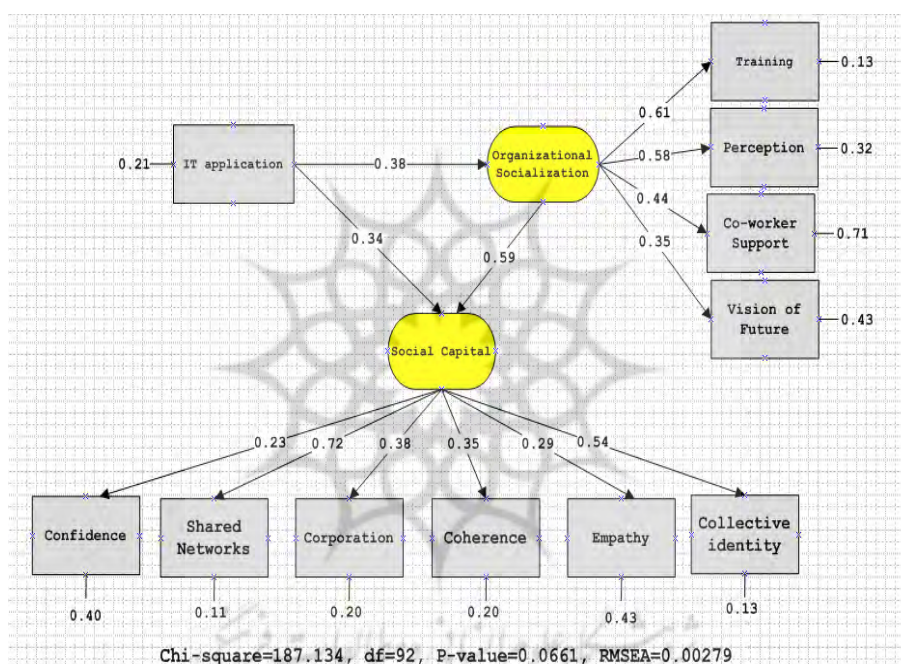 Training
0.13
0.61
0.21
IT application
0.38
Organizational
Socialization
0.58
Perception
0.32
0.44
Co-worker
Support
0.71
0.35
0.34
0.59
Vision of
Future
0.43
Social Capital
0.23
0.72
0.38
0.35
0.29
0.54
Confidence
Shared
Networks
Corporation
Coherence
Empathy
Collective
identity
0.40
0.11
0.20
0.20
0.43
0.13
Chi-square=187.134, df=92, P-value=0.0661, RMSEA=0.00279